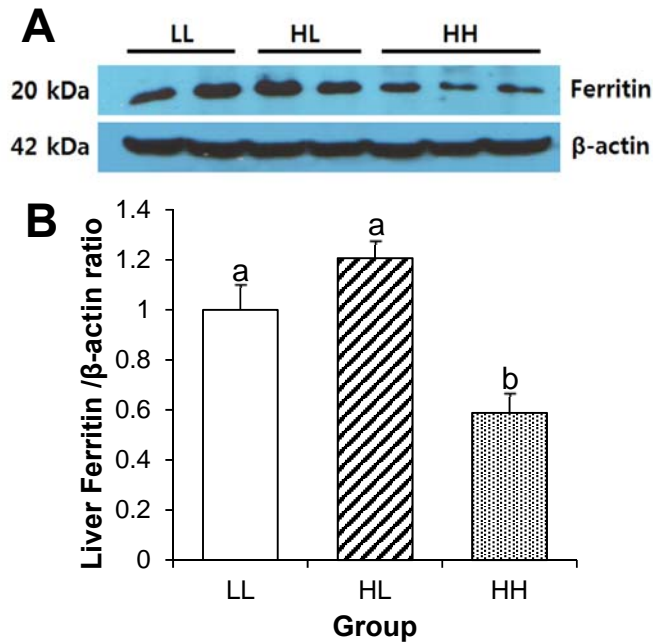 A
LL HL HH
20 kDa Ferritin
42 kDa β-actin
B
Liver Ferritin /β-actin ratio
1.4
1.2
1
0.8
0.6
0.4
0.2
0
a
a
b
LL HL HH
Group